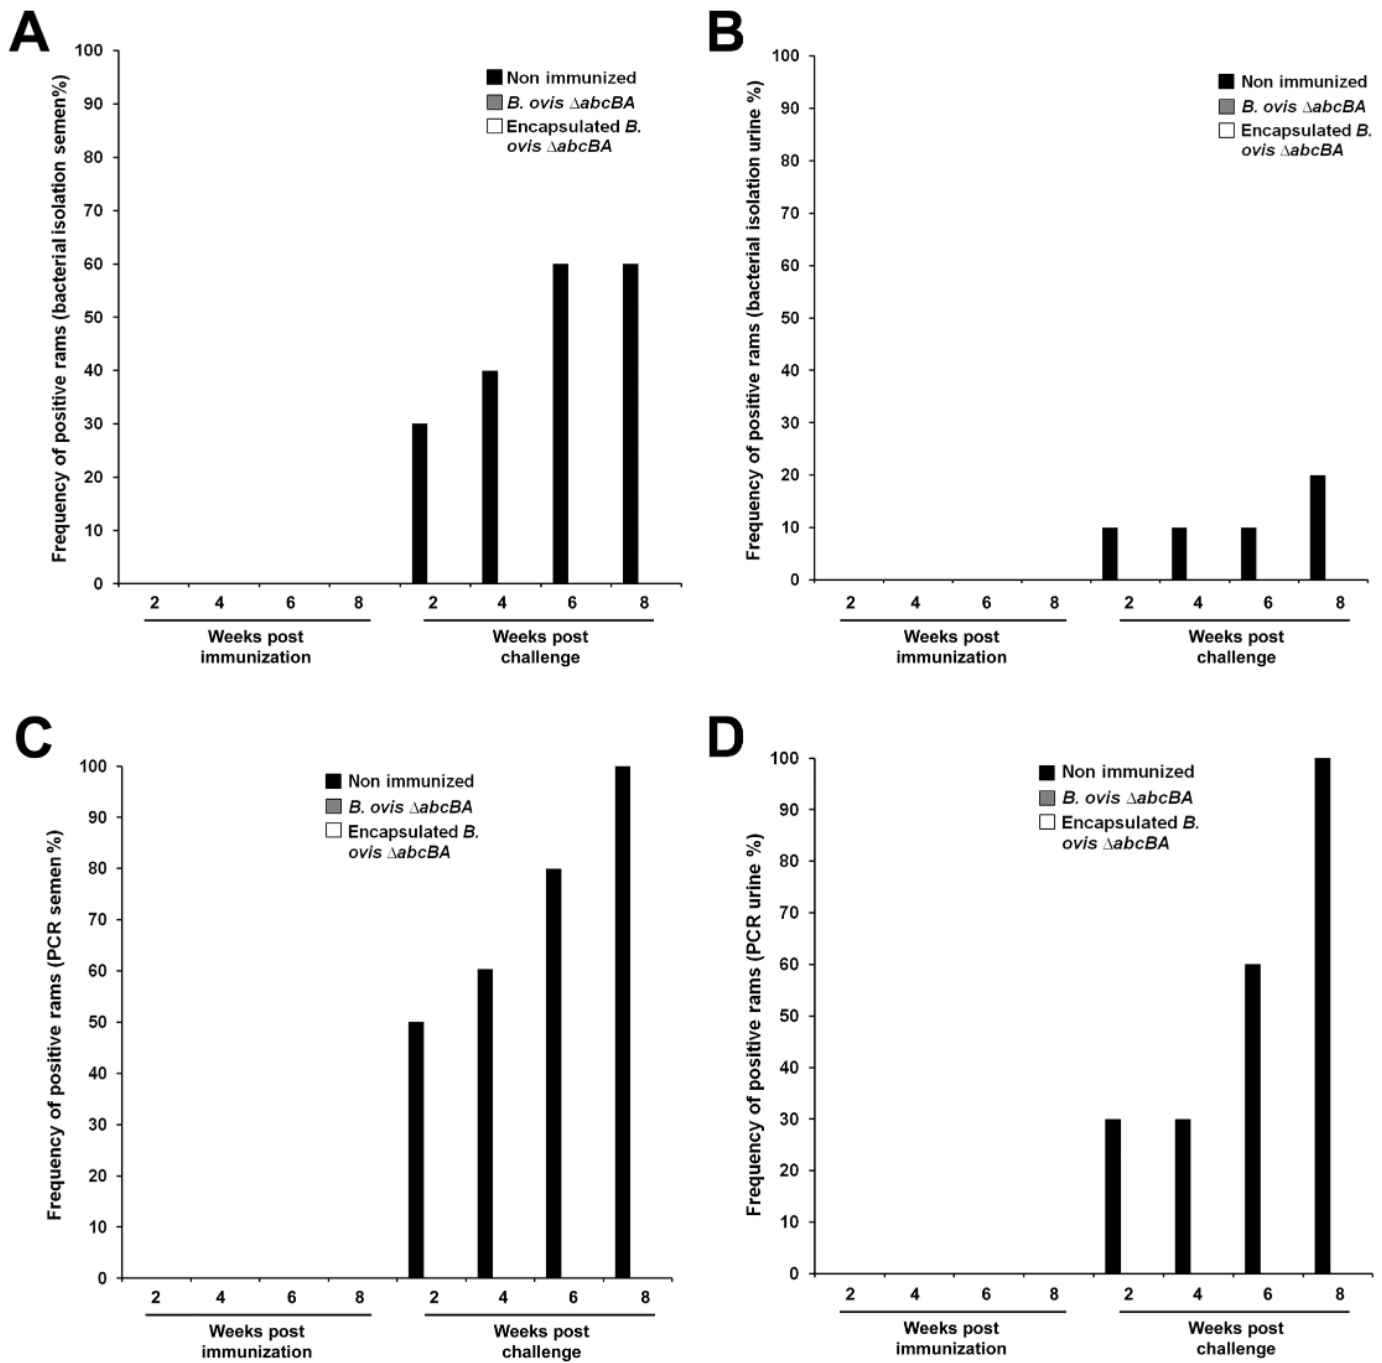 A
Frequency of positive rams (bacterial isolation semen%)
100
90
80
70
60
50
40
30
20
10
0
Non immunized
B. ovis ΔabcBA
Encapsulated B.
ovis ΔabcBA
2 4 6 8 2 4 6 8
Weeks post
immunization
Weeks post
challenge
B
Frequency of positive rams (bacterial isolation urine %)
100
90
80
70
60
50
40
30
20
10
0
Non immunized
B. ovis ΔabcBA
Encapsulated B.
ovis ΔabcBA
2 4 6 8 2 4 6 8
Weeks post
immunization
Weeks post
challenge
C
Frequency of positive rams (PCR semen %)
100
90
80
70
60
50
40
30
20
10
0
Non immunized
B. ovis ΔabcBA
Encapsulated B.
ovis ΔabcBA
2 4 6 8 2 4 6 8
Weeks post
immunization
Weeks post
challenge
D
Frequency of positive rams (PCR urine %)
100
90
80
70
60
50
40
30
20
10
0
Non immunized
B. ovis ΔabcBA
Encapsulated B.
ovis ΔabcBA
2 4 6 8 2 4 6 8
Weeks post
immunization
Weeks post
challenge